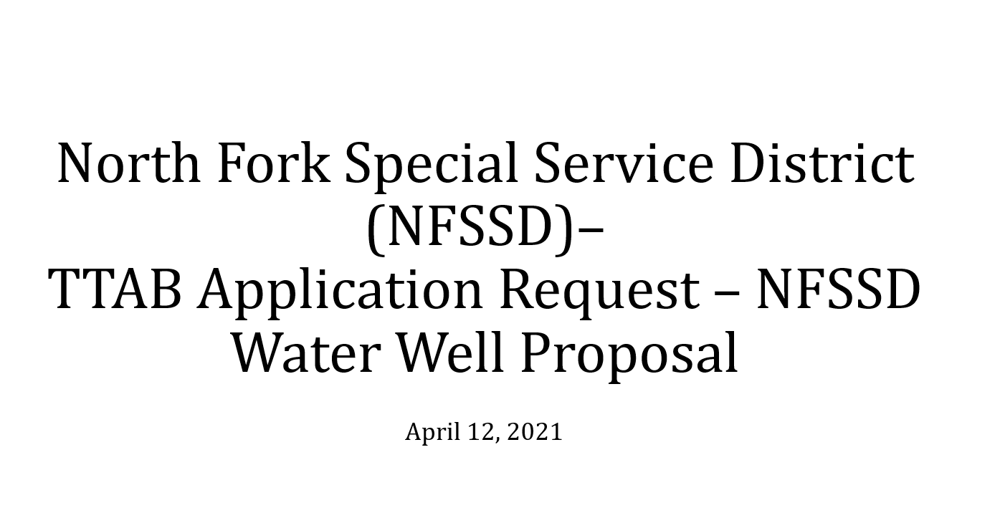 North Fork Special Service District
(NFSSD)–
TTAB Application Request – NFSSD
Water Well Proposal
April 12, 2021